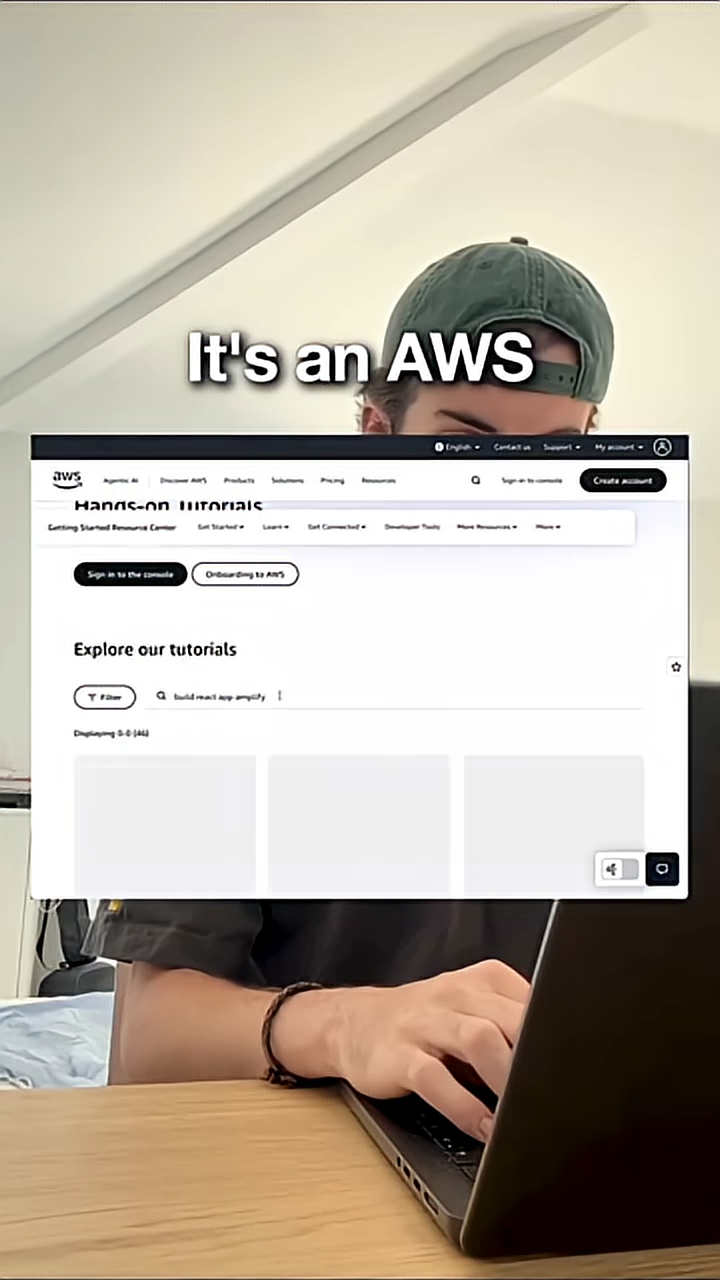 It's an AWS
English Contact us Support My account
aws Agentic AI Discover AWS Products Solutions Pricing Resources Sign in to console Create account
Hands-on Tutorials
Getting Started Resource Center Get Started Learn Get Connected Developer Tools More Resources More
Sign in to the console Onboarding to AWS
Explore our tutorials
Filter build react app amplify
Displaying 0-0 (46)